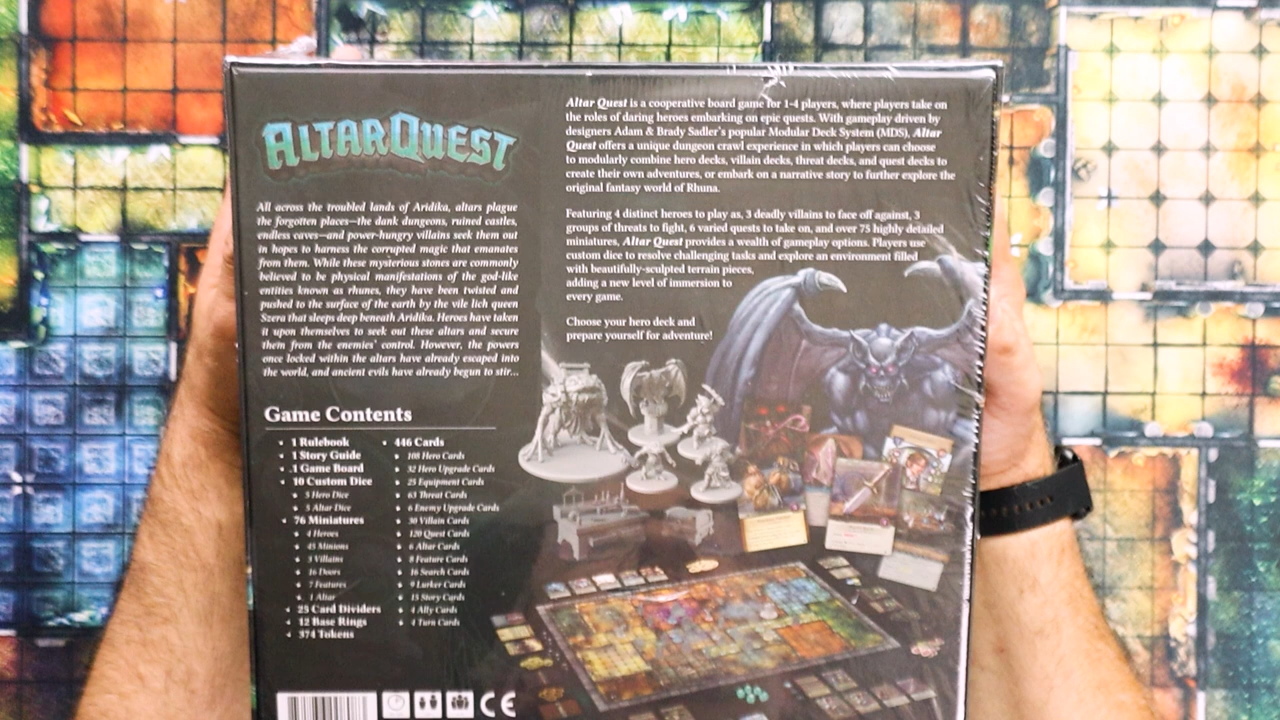 ALTAR QUEST
All across the troubled lands of Aridika, altars plague
the forgotten places—the dank dungeons, ruined castles,
endless caves—and power-hungry villains seek them out
in hopes to harness the corrupted magic that emanates
from them. While these mysterious stones are commonly
believed to be physical manifestations of the god-like
entities known as rhunes, they have been twisted and
pushed to the surface of the earth by the vile lich queen
Szera that sleeps deep beneath Aridika. Heroes have taken
it upon themselves to seek out these altars and secure
them from the enemies' control. However, the powers
once locked within the altars have already escaped into
the world, and ancient evils have already begun to stir...
Altar Quest is a cooperative board game for 1-4 players, where players take on
the roles of daring heroes embarking on epic quests. With gameplay driven by
designers Adam & Brady Sadler's popular Modular Deck System (MDS), Altar
Quest offers a unique dungeon crawl experience in which players can choose
to modularly combine hero decks, villain decks, threat decks, and quest decks to
create their own adventures, or embark on a narrative story to further explore the
original fantasy world of Rhuna.
Featuring 4 distinct heroes to play as, 3 deadly villains to face off against, 3
groups of threats to fight, 6 varied quests to take on, and over 75 highly detailed
miniatures, Altar Quest provides a wealth of gameplay options. Players use
custom dice to resolve challenging tasks and explore an environment filled
with beautifully-sculpted terrain pieces,
adding a new level of immersion to
every game.
Choose your hero deck and
prepare yourself for adventure!
Game Contents
1 Rulebook
1 Story Guide
1 Game Board
10 Custom Dice
5 Hero Dice
5 Altar Dice
76 Miniatures
4 Heroes
45 Minions
3 Villains
16 Doors
7 Features
1 Altar
25 Card Dividers
12 Base Rings
374 Tokens
446 Cards
108 Hero Cards
32 Hero Upgrade Cards
25 Equipment Cards
63 Threat Cards
6 Enemy Upgrade Cards
30 Villain Cards
120 Quest Cards
6 Altar Cards
8 Feature Cards
16 Search Cards
9 Lurker Cards
15 Story Cards
4 Ally Cards
4 Turn Cards
CE